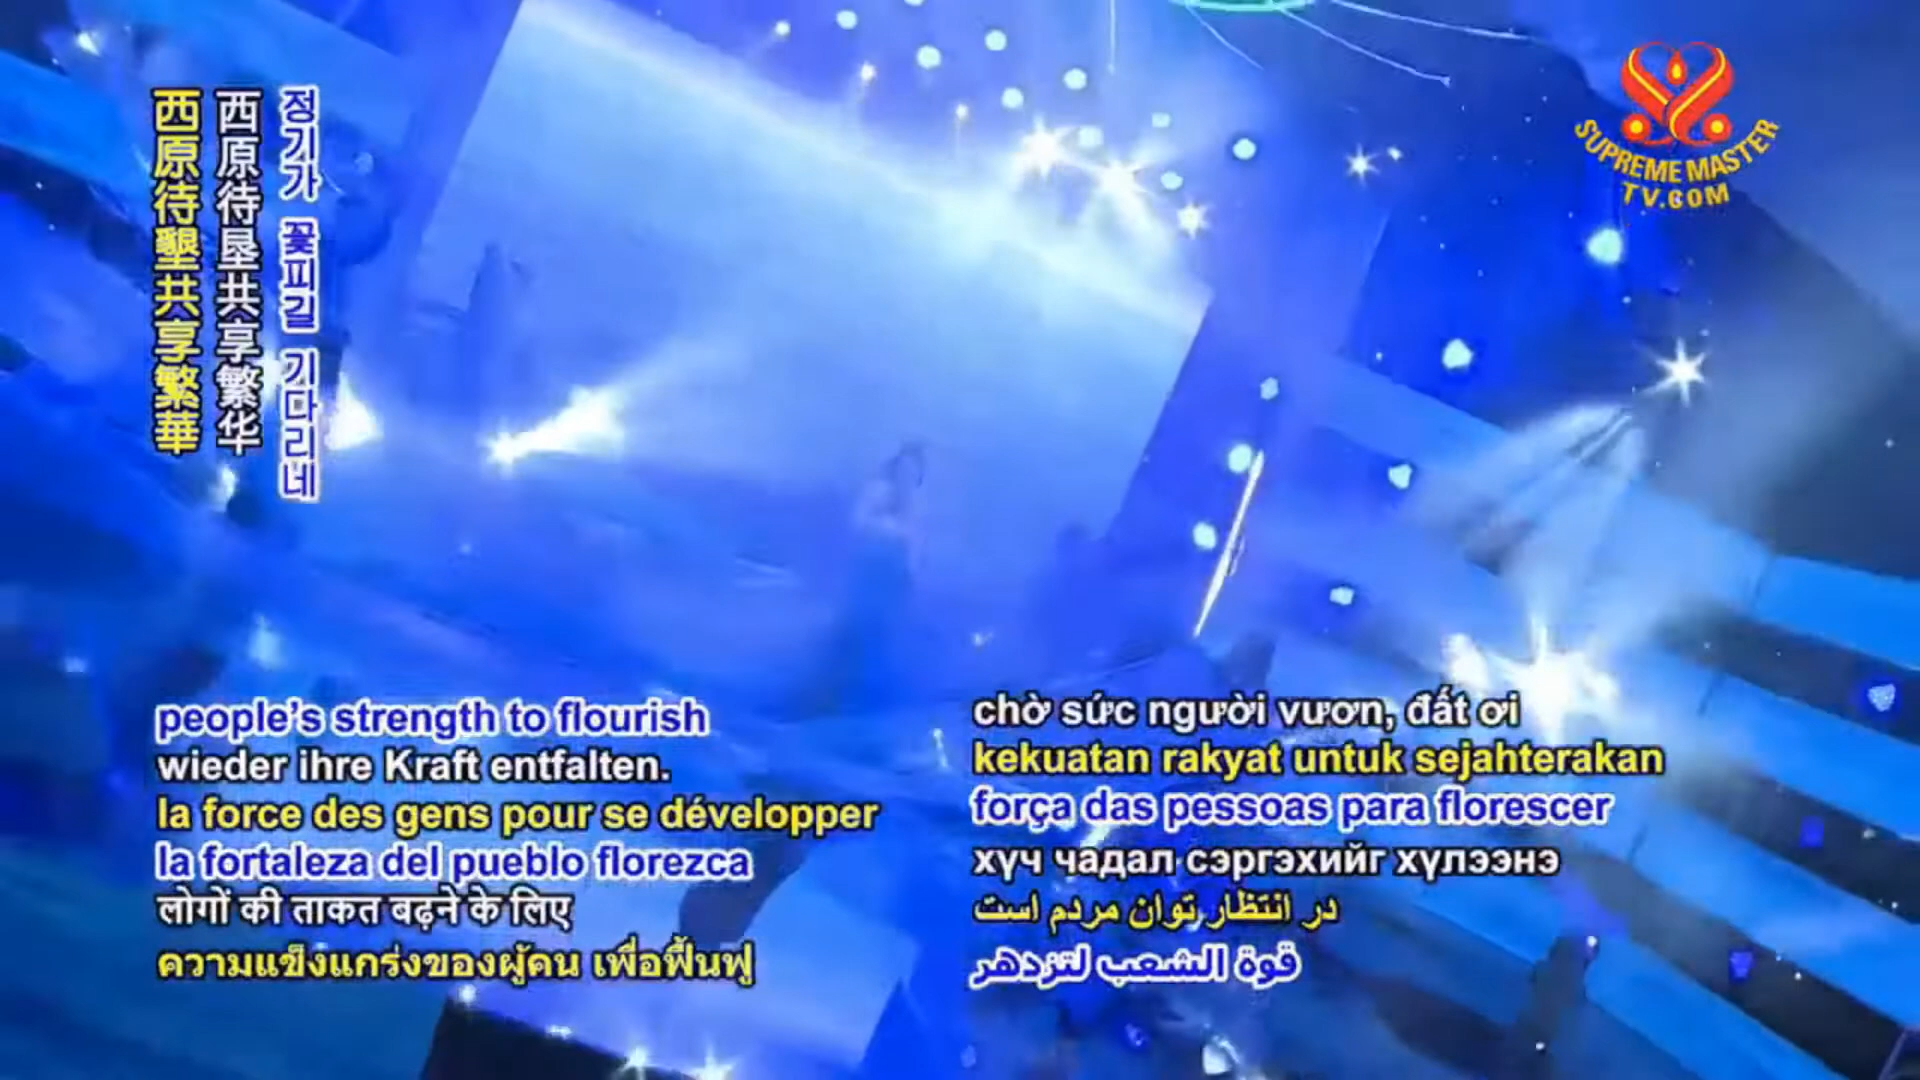 西原待墾共享繁華
西原待垦共享繁华
정기가 꽃피길 기다리네
SUPREME MASTER
TV.COM
people's strength to flourish
wieder ihre Kraft entfalten.
la force des gens pour se développer
la fortaleza del pueblo florezca
लोगों की ताकत बढ़ने के लिए
ความแข็งแกร่งของผู้คน เพื่อฟื้นฟู
chờ sức người vươn, đất ơi
kekuatan rakyat untuk sejahterakan
força das pessoas para florescer
хүч чадал сэргэхийг хүлээнэ
در انتظار توان مردم است
قوة الشعب لتزدهر